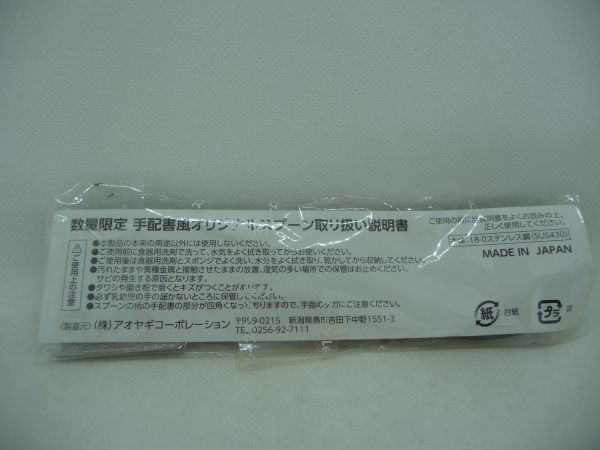 数量限定 手配書風オリジナルスプーン取り扱い説明書
ご使用の前に当説明書をよくお読みの上、
正しく使用してください。
ご使用上の注意
●本製品の本来の用途以外には使用しないください。
●ご使用前に食器用洗剤で洗って、水気をよく拭き取ってからお使いください。
●ご使用後は食器用洗剤とスポンジでよく洗い、水分をよく拭き取り、乾かしてから収納してください。
●汚れたままや異種金属と接触させたままの放置、湿気の多い場所での保管はお止めください。
サビの発生する原因となります。
●タワシや磨き粉で磨くとキズがつくことがあります。
●必ず乳幼児の手の届かないところに保管してください。
●スプーンの柄の手配書の部分が四角くなっておりますので、手指のケガにご注意ください。
本体:18-0ステンレス鋼(SUS430)
MADE IN JAPAN
《製造元》(株)アオヤギコーポレーション 〒959-0215 新潟県燕市吉田下中野1551-3
TEL 0256-92-7111
紙 台紙
プラ